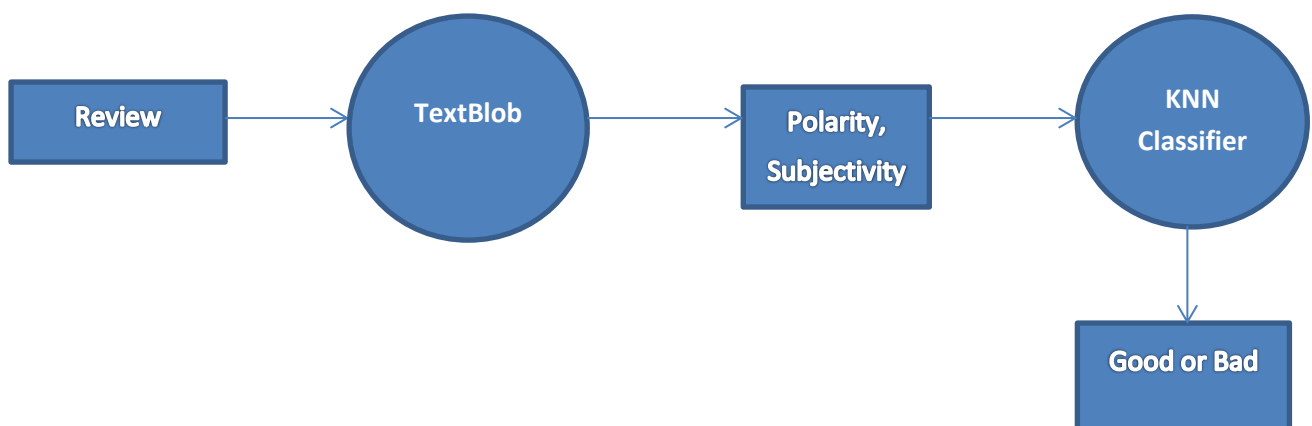 Review
TextBlob
Polarity,
Subjectivity
KNN
Classifier
Good or Bad